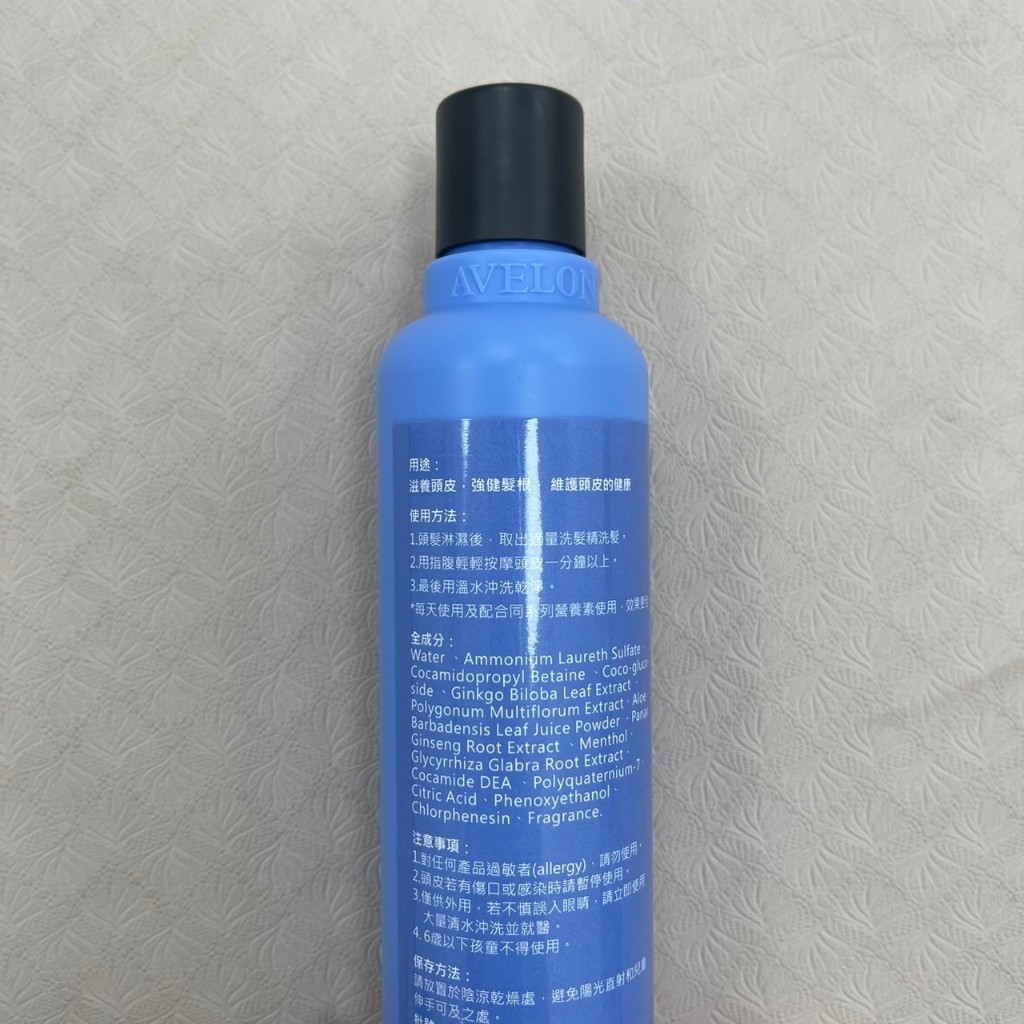 AVELON
用途：
滋養頭皮，強健髮根， 維護頭皮的健康
使用方法：
1.頭髮淋濕後，取出適量洗髮精洗髮。
2.用指腹輕輕按摩頭皮一分鐘以上。
3.最後用溫水沖洗乾淨。
*每天使用及配合同系列營養素使用，效果更佳
全成分：
Water 、Ammonium Laureth Sulfate
Cocamidopropyl Betaine 、Coco-gluco-
side 、Ginkgo Biloba Leaf Extract 、
Polygonum Multiflorum Extract、Aloe
Barbadensis Leaf Juice Powder 、Panax
Ginseng Root Extract 、Menthol、
Glycyrrhiza Glabra Root Extract、
Cocamide DEA 、Polyquaternium-7、
Citric Acid、Phenoxyethanol、
Chlorphenesin、Fragrance.
注意事項：
1.對任何產品過敏者(allergy)，請勿使用。
2.頭皮若有傷口或感染時請暫停使用。
3.僅供外用，若不慎誤入眼睛，請立即使用
大量清水沖洗並就醫。
4. 6歲以下孩童不得使用。
保存方法：
請放置於陰涼乾燥處，避免陽光直射和兒童
伸手可及之處。